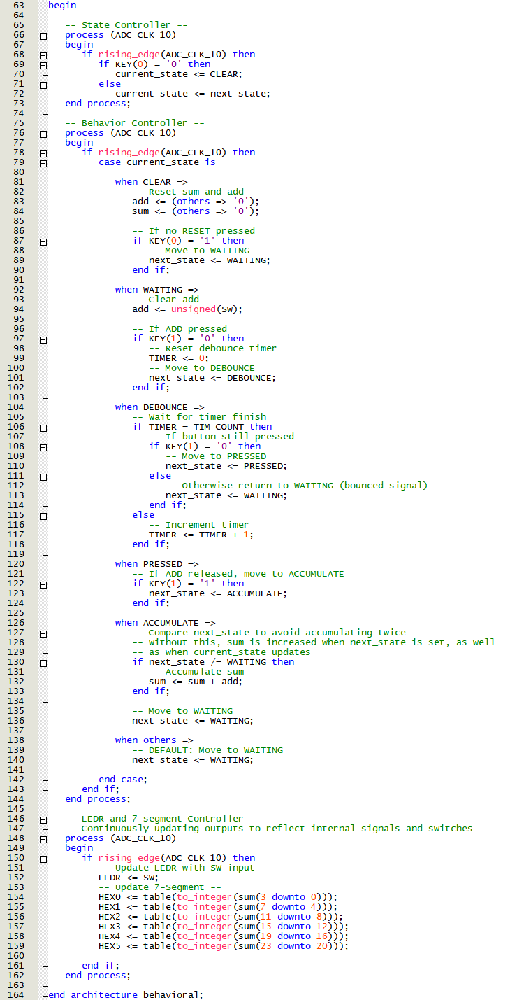 63 begin
64
65 -- State Controller --
66 process (ADC_CLK_10)
67 begin
68 if rising_edge(ADC_CLK_10) then
69 if KEY(0) = '0' then
70 current_state <= CLEAR;
71 else
72 current_state <= next_state;
73 end process;
74
75 -- Behavior Controller --
76 process (ADC_CLK_10)
77 begin
78 if rising_edge(ADC_CLK_10) then
79 case current_state is
80
81 when CLEAR =>
82 -- Reset sum and add
83 add <= (others => '0');
84 sum <= (others => '0');
85
86 -- If no RESET pressed
87 if KEY(0) = '1' then
88 -- Move to WAITING
89 next_state <= WAITING;
90 end if;
91
92 when WAITING =>
93 -- Clear add
94 add <= unsigned(SW);
95
96 -- If ADD pressed
97 if KEY(1) = '0' then
98 -- Reset debounce timer
99 TIMER <= 0;
100 -- Move to DEBOUNCE
101 next_state <= DEBOUNCE;
102 end if;
103
104 when DEBOUNCE =>
105 -- Wait for timer finish
106 if TIMER = TIM_COUNT then
107 -- If button still pressed
108 if KEY(1) = '0' then
109 -- Move to PRESSED
110 next_state <= PRESSED;
111 else
112 -- Otherwise return to WAITING (bounced signal)
113 next_state <= WAITING;
114 end if;
115 else
116 -- Increment timer
117 TIMER <= TIMER + 1;
118 end if;
119
120 when PRESSED =>
121 -- If ADD released, move to ACCUMULATE
122 if KEY(1) = '1' then
123 next_state <= ACCUMULATE;
124 end if;
125
126 when ACCUMULATE =>
127 -- Compare next_state to avoid accumulating twice
128 -- Without this, sum is increased when next_state is set, as well
129 -- as when current_state updates
130 if next_state /= WAITING then
131 -- Accumulate sum
132 sum <= sum + add;
133 end if;
134
135 -- Move to WAITING
136 next_state <= WAITING;
137
138 when others =>
139 -- DEFAULT: Move to WAITING
140 next_state <= WAITING;
141
142 end case;
143 end if;
144 end process;
145
146 -- LEDR and 7-segment Controller --
147 -- Continuously updating outputs to reflect internal signals and switches
148 process (ADC_CLK_10)
149 begin
150 if rising_edge(ADC_CLK_10) then
151 -- Update LEDR with SW input
152 LEDR <= SW;
153 -- Update 7-Segment --
154 HEX0 <= table(to_integer(sum(3 downto 0)));
155 HEX1 <= table(to_integer(sum(7 downto 4)));
156 HEX2 <= table(to_integer(sum(11 downto 8)));
157 HEX3 <= table(to_integer(sum(15 downto 12)));
158 HEX4 <= table(to_integer(sum(19 downto 16)));
159 HEX5 <= table(to_integer(sum(23 downto 20)));
160
161 end if;
162 end process;
163
164 end architecture behavioral;